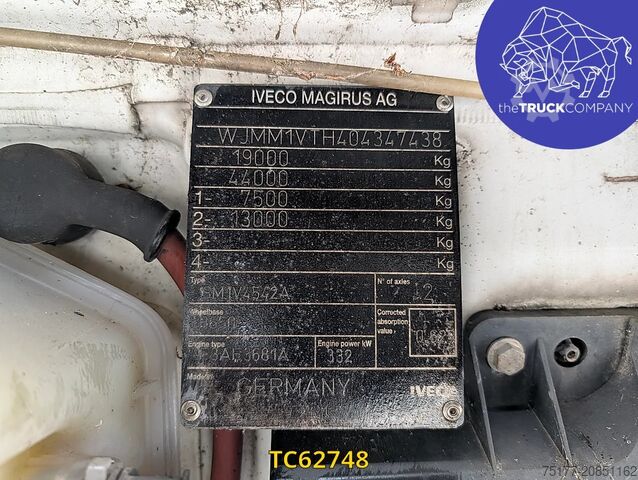 theTRUCKCOMPANY
IVECO MAGIRUS AG
WJMM1VTH404347438
19000 Kg
44000 Kg
1- 7500 Kg
2- 13000 Kg
3- Kg
4- Kg
Type
M1V4542A
N° of axles
2
Wheelbase
Corrected absorption value
Engine type
Engine power kW
332
Made in
GERMANY
IVECO
TC62748
75177-20851162